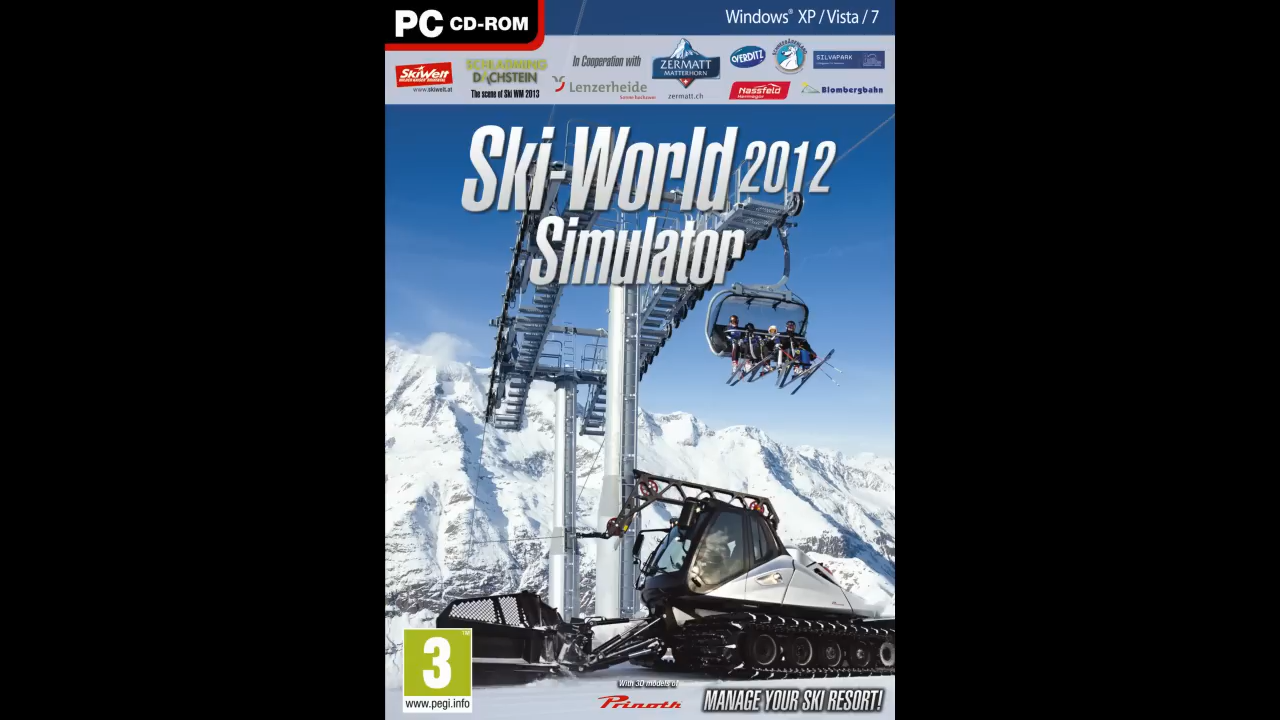 PC CD-ROM
Windows® XP / Vista / 7
SkiWelt
www.skiwelt.at
SCHLADMING
DACHSTEIN
The scene of Ski WM 2013
In Cooperation with
Lenzerheide
ZERMATT
MATTERHORN
zermatt.ch
SILVAPARK
Nassfeld
Blombergbahn
Ski-World 2012
Simulator
3
www.pegi.info
With 3D models of
Prinoth
MANAGE YOUR SKI RESORT!